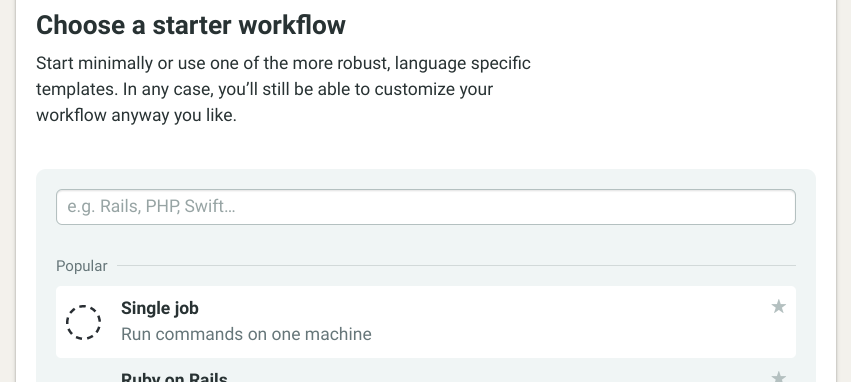 Choose a starter workflow
Start minimally or use one of the more robust, language specific
templates. In any case, you’ll still be able to customize your
workflow anyway you like.
e.g. Rails, PHP, Swift...
Popular
Single job
Run commands on one machine
Ruby on Rails